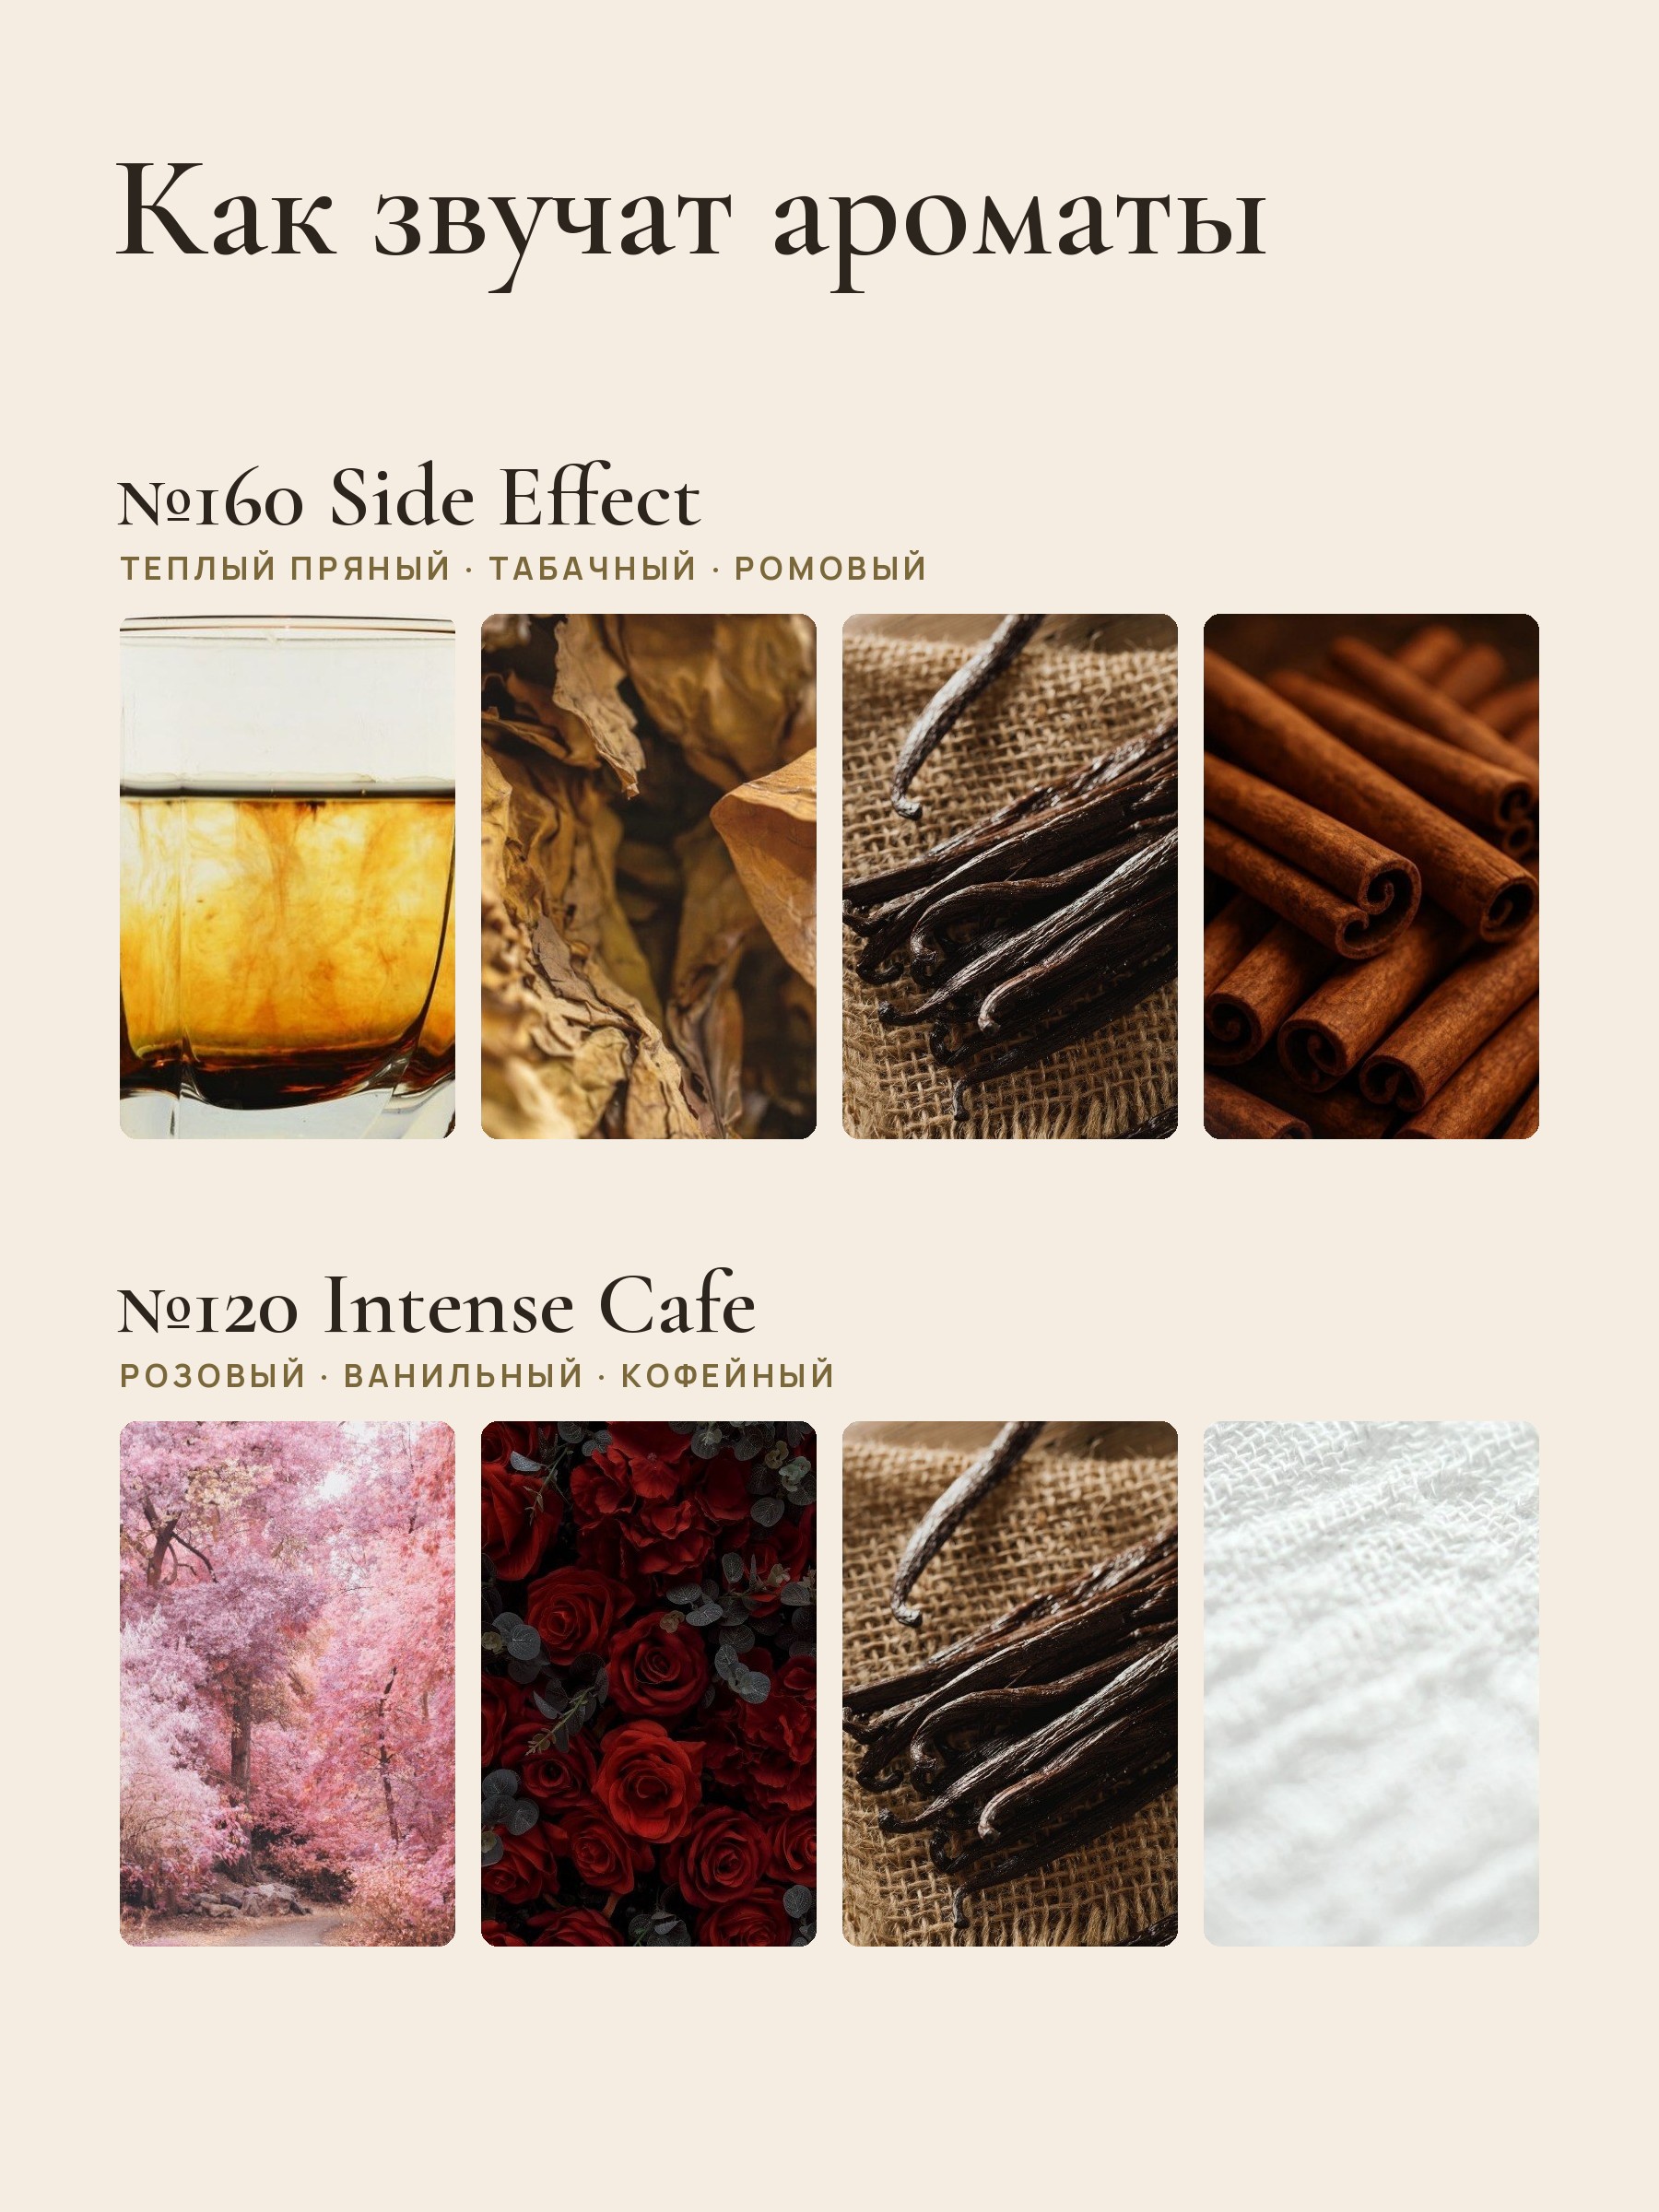 Как звучат ароматы
№160 Side Effect
ТЕПЛЫЙ ПРЯНЫЙ · ТАБАЧНЫЙ · РОМОВЫЙ
№120 Intense Cafe
РОЗОВЫЙ · ВАНИЛЬНЫЙ · КОФЕЙНЫЙ